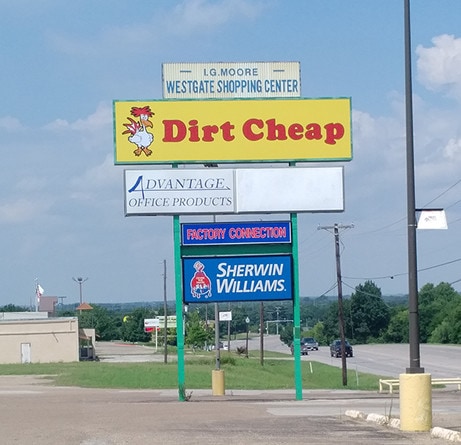 I.G. MOORE
WESTGATE SHOPPING CENTER
Dirt Cheap
ADVANTAGE
OFFICE PRODUCTS
FACTORY CONNECTION
SHERWIN
WILLIAMS.